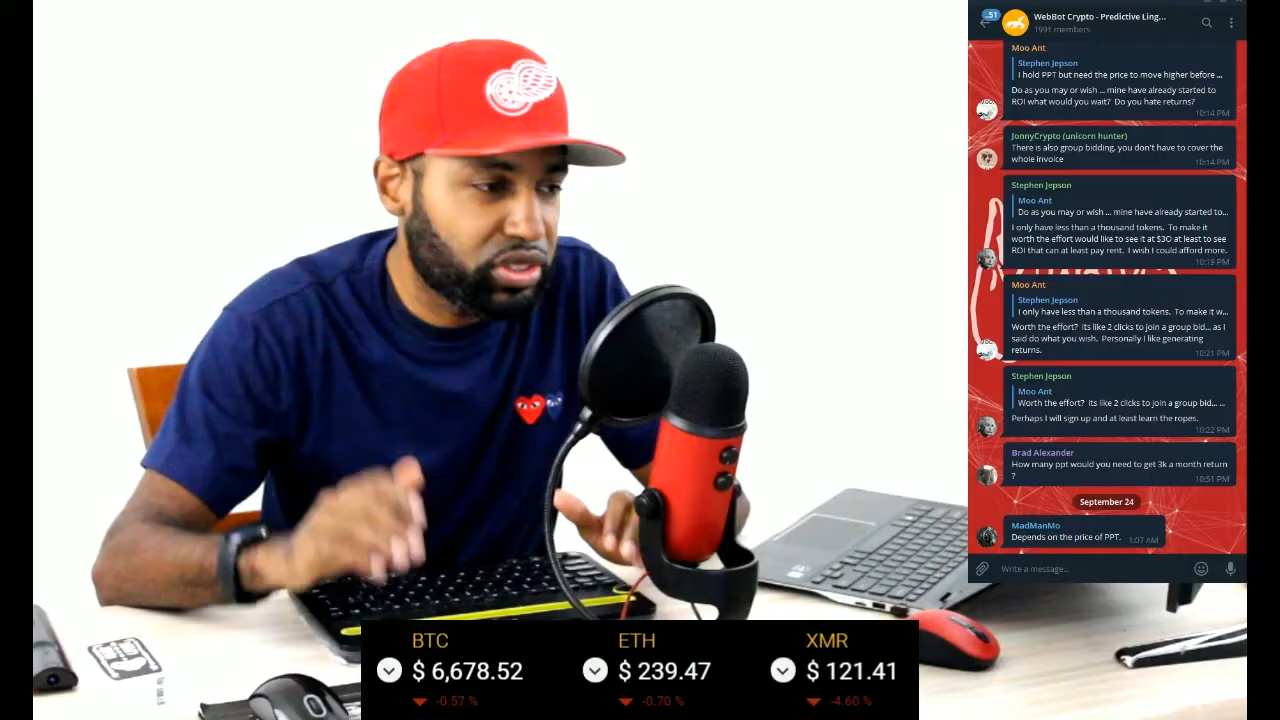 51
WebBot Crypto - Predictive Ling...
1991 members
Moo Ant
Stephen Jepson
I hold PPT but need the price to move higher before ...
Do as you may or wish ... mine have already started to
ROI what would you wait? Do you hate returns?
10:14 PM
JonnyCrypto (unicorn hunter)
There is also group bidding, you don't have to cover the
whole invoice
10:14 PM
Stephen Jepson
Moo Ant
Do as you may or wish ... mine have already started to...
I only have less than a thousand tokens. To make it
worth the effort would like to see it at $30 at least to see
ROI that can at least pay rent. I wish I could afford more.
10:19 PM
Moo Ant
Stephen Jepson
I only have less than a thousand tokens. To make it w...
Worth the effort? Its like 2 clicks to join a group bid... as I
said do what you wish. Personally I like generating
returns.
10:21 PM
Stephen Jepson
Moo Ant
Worth the effort? Its like 2 clicks to join a group bid... ...
Perhaps I will sign up and at least learn the ropes.
10:22 PM
Brad Alexander
How many ppt would you need to get 3k a month return
?
10:51 PM
September 24
MadManMo
Depends on the price of PPT.
1:07 AM
Write a message...
BTC
$ 6,678.52
-0.57 %
ETH
$ 239.47
-0.70 %
XMR
$ 121.41
-4.60 %